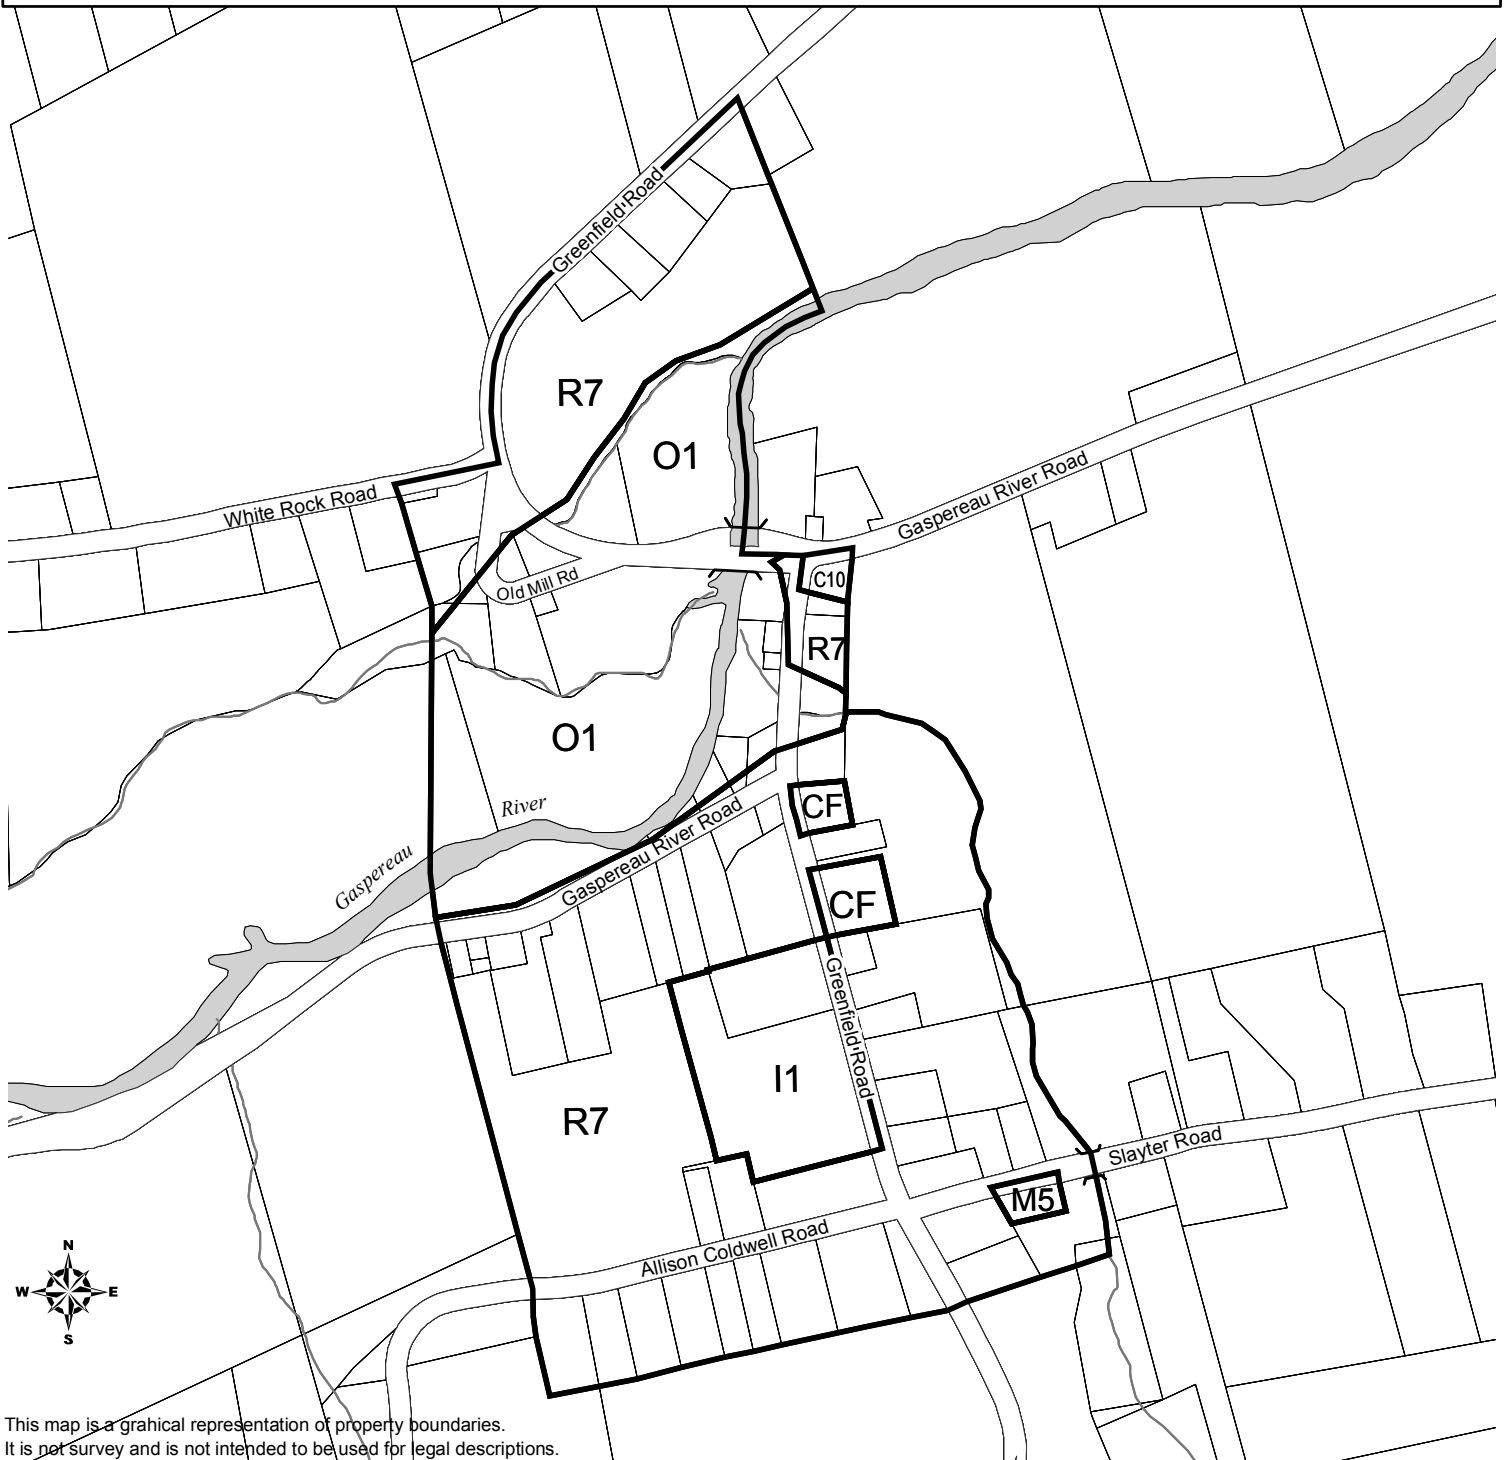 Greenfield Road
R7
O1
White Rock Road
Gaspereau River Road
Old Mill Rd
C10
R7
O1
River
Gaspereau
CF
Gaspereau River Road
CF
Greenfield Road
I1
R7
Slayter Road
M5
Allison Coldwell Road
N
W E
S
This map is a grahical representation of property boundaries.
It is not survey and is not intended to be used for legal descriptions.